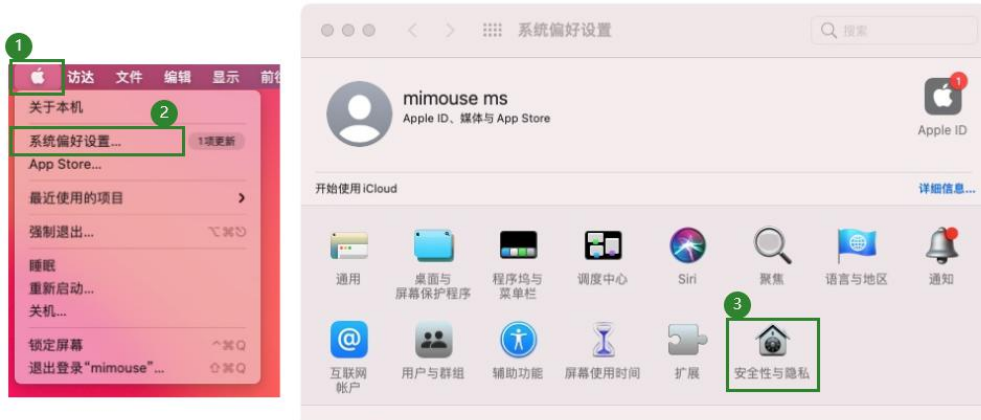 1
访达 文件 编辑 显示 前往
关于本机
2
系统偏好设置... 1项更新
App Store...
最近使用的项目
强制退出... ⌥⌘⎋
睡眠
重新启动...
关机...
锁定屏幕 ⌃⌘Q
退出登录“mimouse”... ⇧⌘Q
系统偏好设置
搜索
mimouse ms
Apple ID、媒体与 App Store
1
Apple ID
开始使用 iCloud
详细信息...
通用
桌面与
屏幕保护程序
程序坞与
菜单栏
调度中心
Siri
聚焦
语言与地区
通知
3
互联网
帐户
用户与群组
辅助功能
屏幕使用时间
扩展
安全性与隐私